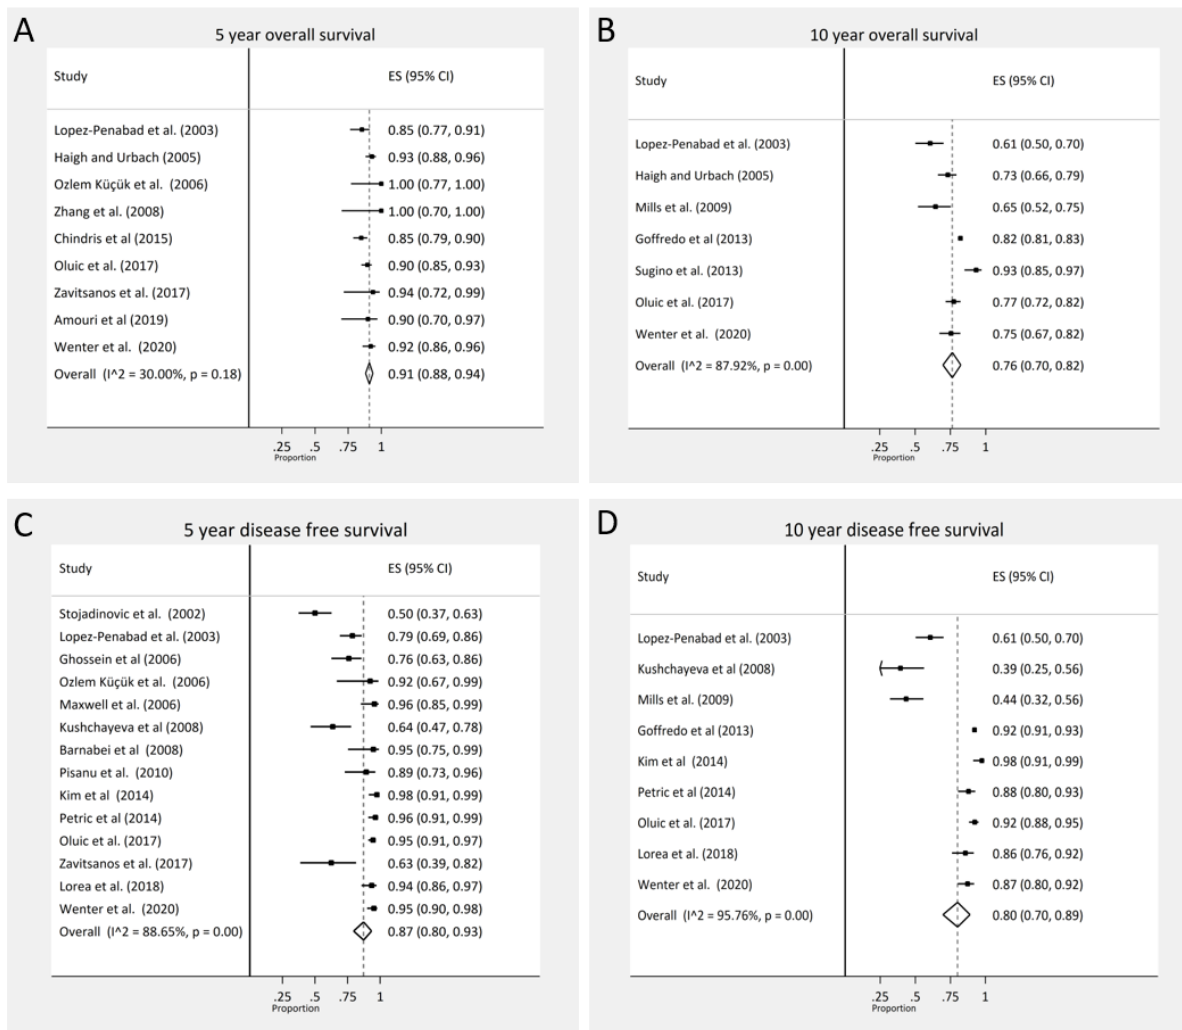 A
5 year overall survival
Study ES (95% CI)
Lopez-Penabad et al. (2003) 0.85 (0.77, 0.91)
Haigh and Urbach (2005) 0.93 (0.88, 0.96)
Ozlem Küçük et al. (2006) 1.00 (0.77, 1.00)
Zhang et al. (2008) 1.00 (0.70, 1.00)
Chindris et al (2015) 0.85 (0.79, 0.90)
Oluic et al. (2017) 0.90 (0.85, 0.93)
Zavitsanos et al. (2017) 0.94 (0.72, 0.99)
Amouri et al (2019) 0.90 (0.70, 0.97)
Wenter et al. (2020) 0.92 (0.86, 0.96)
Overall (I^2 = 30.00%, p = 0.18) 0.91 (0.88, 0.94)
.25 .5 .75 1
Proportion
B
10 year overall survival
Study ES (95% CI)
Lopez-Penabad et al. (2003) 0.61 (0.50, 0.70)
Haigh and Urbach (2005) 0.73 (0.66, 0.79)
Mills et al. (2009) 0.65 (0.52, 0.75)
Goffredo et al (2013) 0.82 (0.81, 0.83)
Sugino et al. (2013) 0.93 (0.85, 0.97)
Oluic et al. (2017) 0.77 (0.72, 0.82)
Wenter et al. (2020) 0.75 (0.67, 0.82)
Overall (I^2 = 87.92%, p = 0.00) 0.76 (0.70, 0.82)
.25 .5 .75 1
Proportion
C
5 year disease free survival
Study ES (95% CI)
Stojadinovic et al. (2002) 0.50 (0.37, 0.63)
Lopez-Penabad et al. (2003) 0.79 (0.69, 0.86)
Ghossein et al (2006) 0.76 (0.63, 0.86)
Ozlem Küçük et al. (2006) 0.92 (0.67, 0.99)
Maxwell et al. (2006) 0.96 (0.85, 0.99)
Kushchayeva et al (2008) 0.64 (0.47, 0.78)
Barnabei et al (2008) 0.95 (0.75, 0.99)
Pisanu et al. (2010) 0.89 (0.73, 0.96)
Kim et al (2014) 0.98 (0.91, 0.99)
Petric et al (2014) 0.96 (0.91, 0.99)
Oluic et al. (2017) 0.95 (0.91, 0.97)
Zavitsanos et al. (2017) 0.63 (0.39, 0.82)
Lorea et al. (2018) 0.94 (0.86, 0.97)
Wenter et al. (2020) 0.95 (0.90, 0.98)
Overall (I^2 = 88.65%, p = 0.00) 0.87 (0.80, 0.93)
.25 .5 .75 1
Proportion
D
10 year disease free survival
Study ES (95% CI)
Lopez-Penabad et al. (2003) 0.61 (0.50, 0.70)
Kushchayeva et al (2008) 0.39 (0.25, 0.56)
Mills et al. (2009) 0.44 (0.32, 0.56)
Goffredo et al (2013) 0.92 (0.91, 0.93)
Kim et al (2014) 0.98 (0.91, 0.99)
Petric et al (2014) 0.88 (0.80, 0.93)
Oluic et al. (2017) 0.92 (0.88, 0.95)
Lorea et al. (2018) 0.86 (0.76, 0.92)
Wenter et al. (2020) 0.87 (0.80, 0.92)
Overall (I^2 = 95.76%, p = 0.00) 0.80 (0.70, 0.89)
.25 .5 .75 1
Proportion